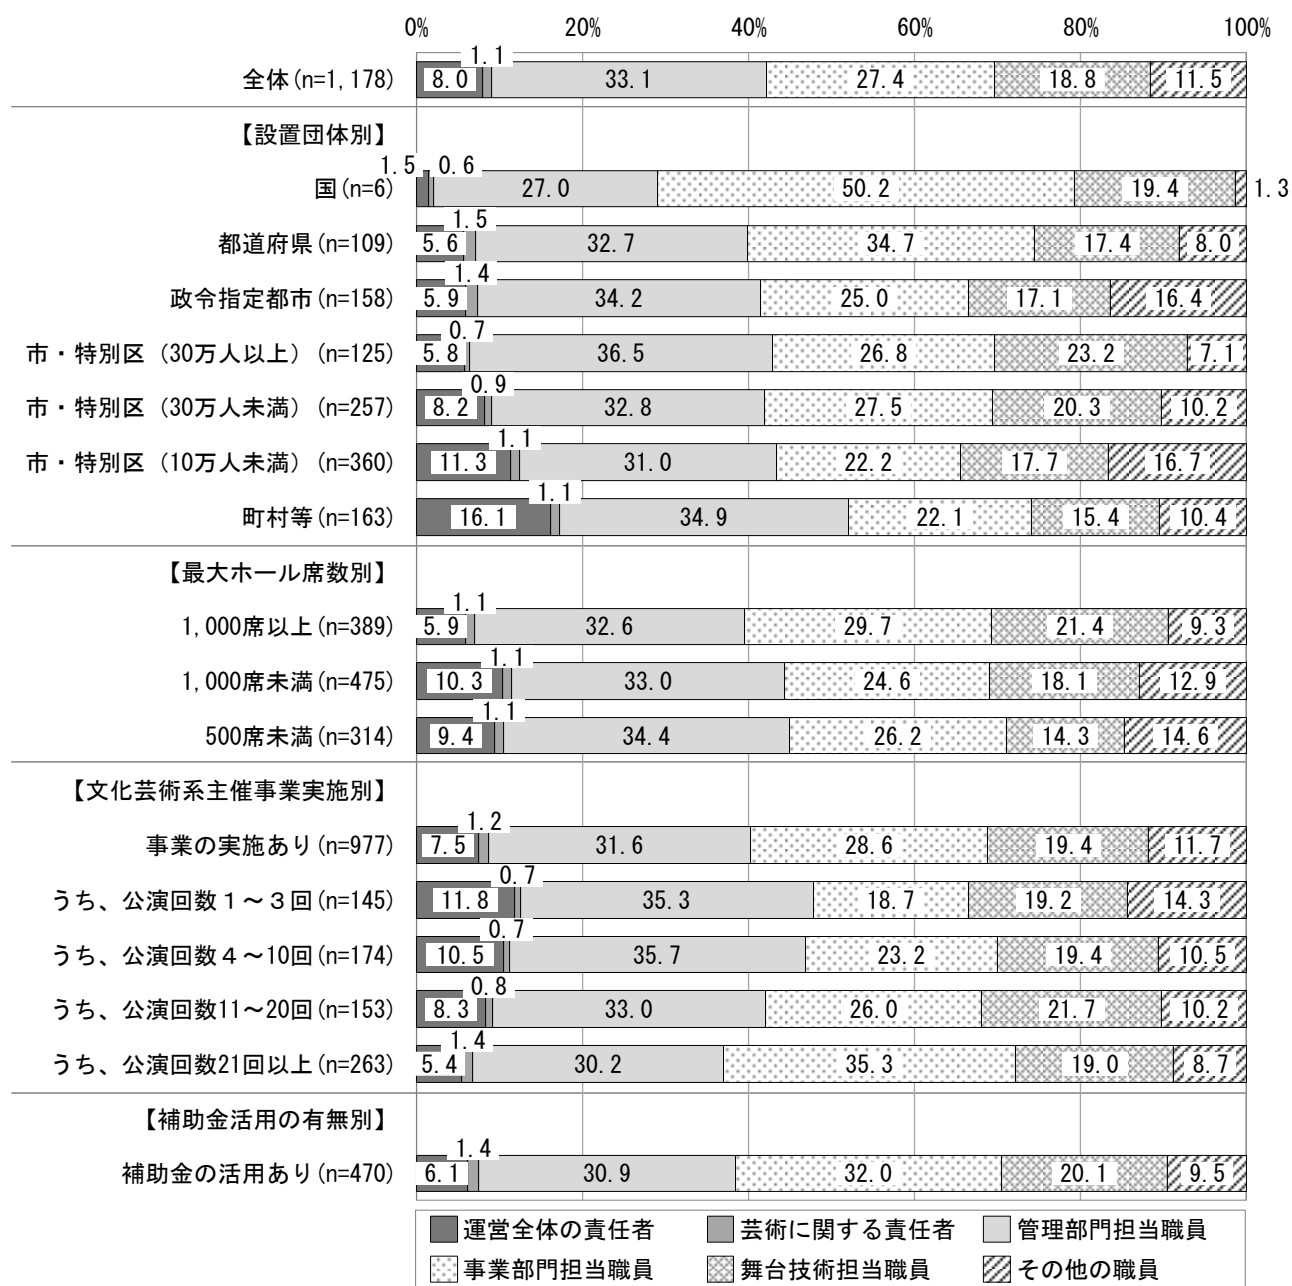 0% 20% 40% 60% 80% 100%
全体(n=1,178) 8.0 1.1 33.1 27.4 18.8 11.5
【設置団体別】
国(n=6) 1.5 0.6 27.0 50.2 19.4 1.3
都道府県(n=109) 5.6 1.5 32.7 34.7 17.4 8.0
政令指定都市(n=158) 5.9 1.4 34.2 25.0 17.1 16.4
市・特別区（30万人以上）(n=125) 5.8 0.7 36.5 26.8 23.2 7.1
市・特別区（30万人未満）(n=257) 8.2 0.9 32.8 27.5 20.3 10.2
市・特別区（10万人未満）(n=360) 11.3 1.1 31.0 22.2 17.7 16.7
町村等(n=163) 16.1 1.1 34.9 22.1 15.4 10.4
【最大ホール席数別】
1,000席以上(n=389) 5.9 1.1 32.6 29.7 21.4 9.3
1,000席未満(n=475) 10.3 1.1 33.0 24.6 18.1 12.9
500席未満(n=314) 9.4 1.1 34.4 26.2 14.3 14.6
【文化芸術系主催事業実施別】
事業の実施あり(n=977) 7.5 1.2 31.6 28.6 19.4 11.7
うち、公演回数１～３回(n=145) 11.8 0.7 35.3 18.7 19.2 14.3
うち、公演回数４～10回(n=174) 10.5 0.7 35.7 23.2 19.4 10.5
うち、公演回数11～20回(n=153) 8.3 0.8 33.0 26.0 21.7 10.2
うち、公演回数21回以上(n=263) 5.4 1.4 30.2 35.3 19.0 8.7
【補助金活用の有無別】
補助金の活用あり(n=470) 6.1 1.4 30.9 32.0 20.1 9.5
運営全体の責任者 芸術に関する責任者 管理部門担当職員
事業部門担当職員 舞台技術担当職員 その他の職員